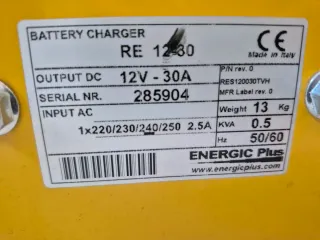 BATTERY CHARGER
RE 12-30
CE
Made in Italy
OUTPUT DC 12V - 30A
P/N rev. 0
RES120030TVH
SERIAL NR. 285904
MFR Label rev. 0
INPUT AC
Weight 13 Kg
1x220/230/240/250 2.5A
KVA 0.5
Hz 50/60
ENERGIC Plus
www.energicplus.com